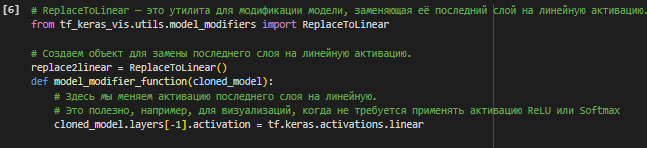 [6] # ReplaceToLinear — это утилита для модификации модели, заменяющая её последний слой на линейную активацию.
from tf_keras_vis.utils.model_modifiers import ReplaceToLinear
# Создаем объект для замены последнего слоя на линейную активацию.
replace2linear = ReplaceToLinear()
def model_modifier_function(cloned_model):
# Здесь мы меняем активацию последнего слоя на линейную.
# Это полезно, например, для визуализаций, когда не требуется применять активацию ReLU или Softmax
cloned_model.layers[-1].activation = tf.keras.activations.linear